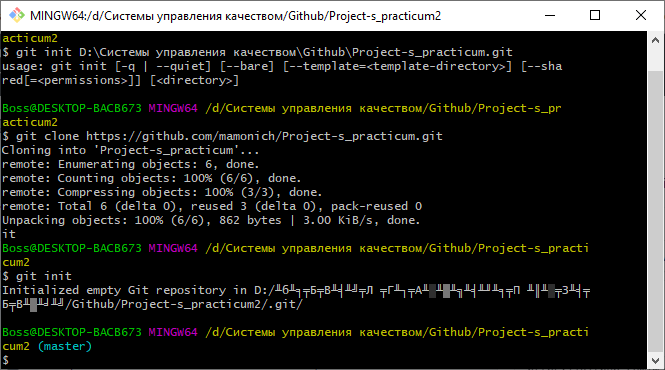 MINGW64:/d/Системы управления качеством/Github/Project-s_practicum2
acticum2
$ git init D:\Системы управления качеством\Github\Project-s_practicum.git
usage: git init [-q | --quiet] [--bare] [--template=<template-directory>] [--sha
red[=<permissions>]] [<directory>]
Boss@DESKTOP-BACB673 MINGW64 /d/Системы управления качеством/Github/Project-s_pr
acticum2
$ git clone https://github.com/mamonich/Project-s_practicum.git
Cloning into 'Project-s_practicum'...
remote: Enumerating objects: 6, done.
remote: Counting objects: 100% (6/6), done.
remote: Compressing objects: 100% (3/3), done.
remote: Total 6 (delta 0), reused 3 (delta 0), pack-reused 0
Unpacking objects: 100% (6/6), 862 bytes | 3.00 KiB/s, done.
it
Boss@DESKTOP-BACB673 MINGW64 /d/Системы управления качеством/Github/Project-s_practi
cum2
$ git init
Initialized empty Git repository in D:/
/Github/Project-s_practicum2/.git/
Boss@DESKTOP-BACB673 MINGW64 /d/Системы управления качеством/Github/Project-s_practi
cum2 (master)
$